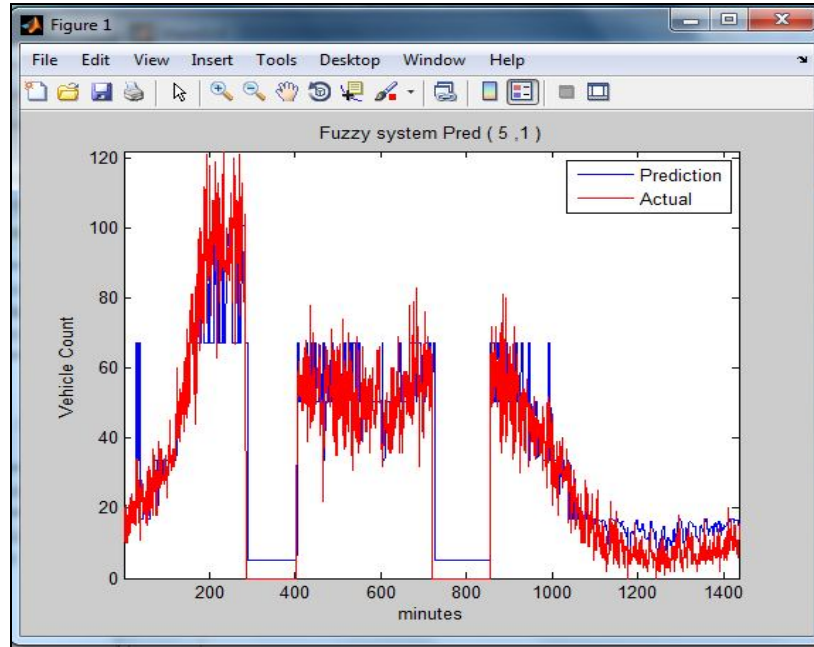 Figure 1
File Edit View Insert Tools Desktop Window Help
Fuzzy system Pred ( 5 ,1 )
Prediction
Actual
Vehicle Count
120
100
80
60
40
20
0
200 400 600 800 1000 1200 1400
minutes